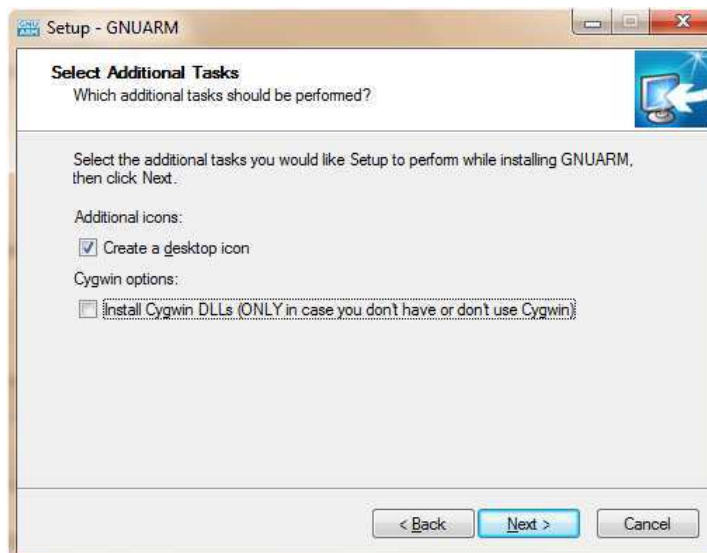 GNU
ARM
Setup - GNUARM
Select Additional Tasks
Which additional tasks should be performed?
Select the additional tasks you would like Setup to perform while installing GNUARM,
then click Next.
Additional icons:
Create a desktop icon
Cygwin options:
Install Cygwin DLLs (ONLY in case you don't have or don't use Cygwin)
< Back
Next >
Cancel